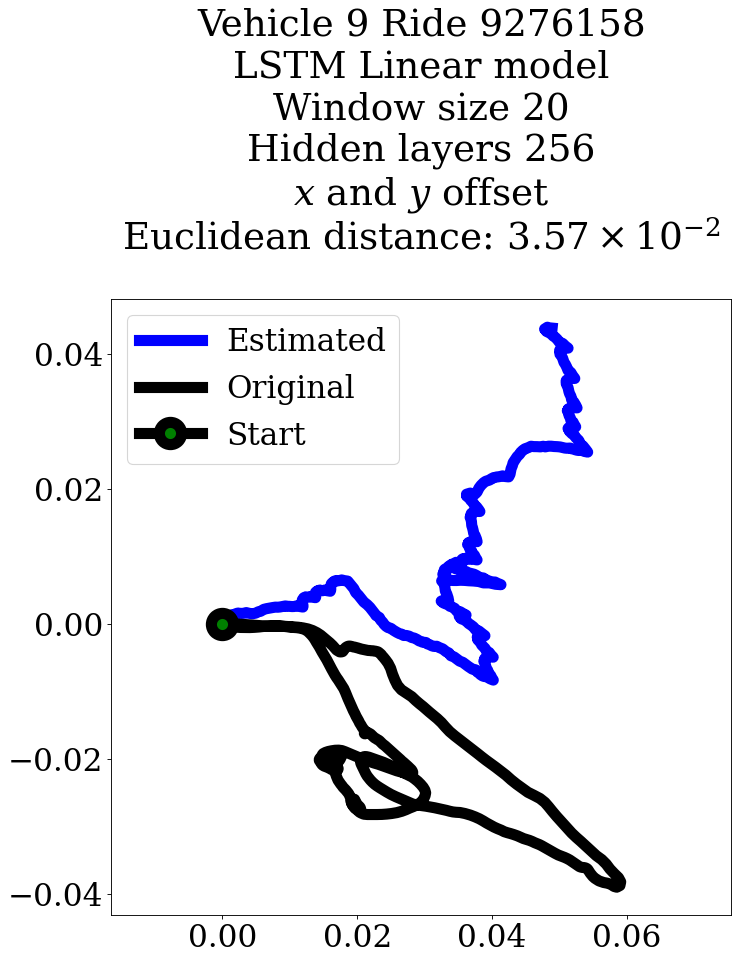 Vehicle 9 Ride 9276158
LSTM Linear model
Window size 20
Hidden layers 256
x and y offset
Euclidean distance: 3.57 × 10⁻²
Estimated
Original
Start
0.04
0.02
0.00
−0.02
−0.04
0.00 0.02 0.04 0.06